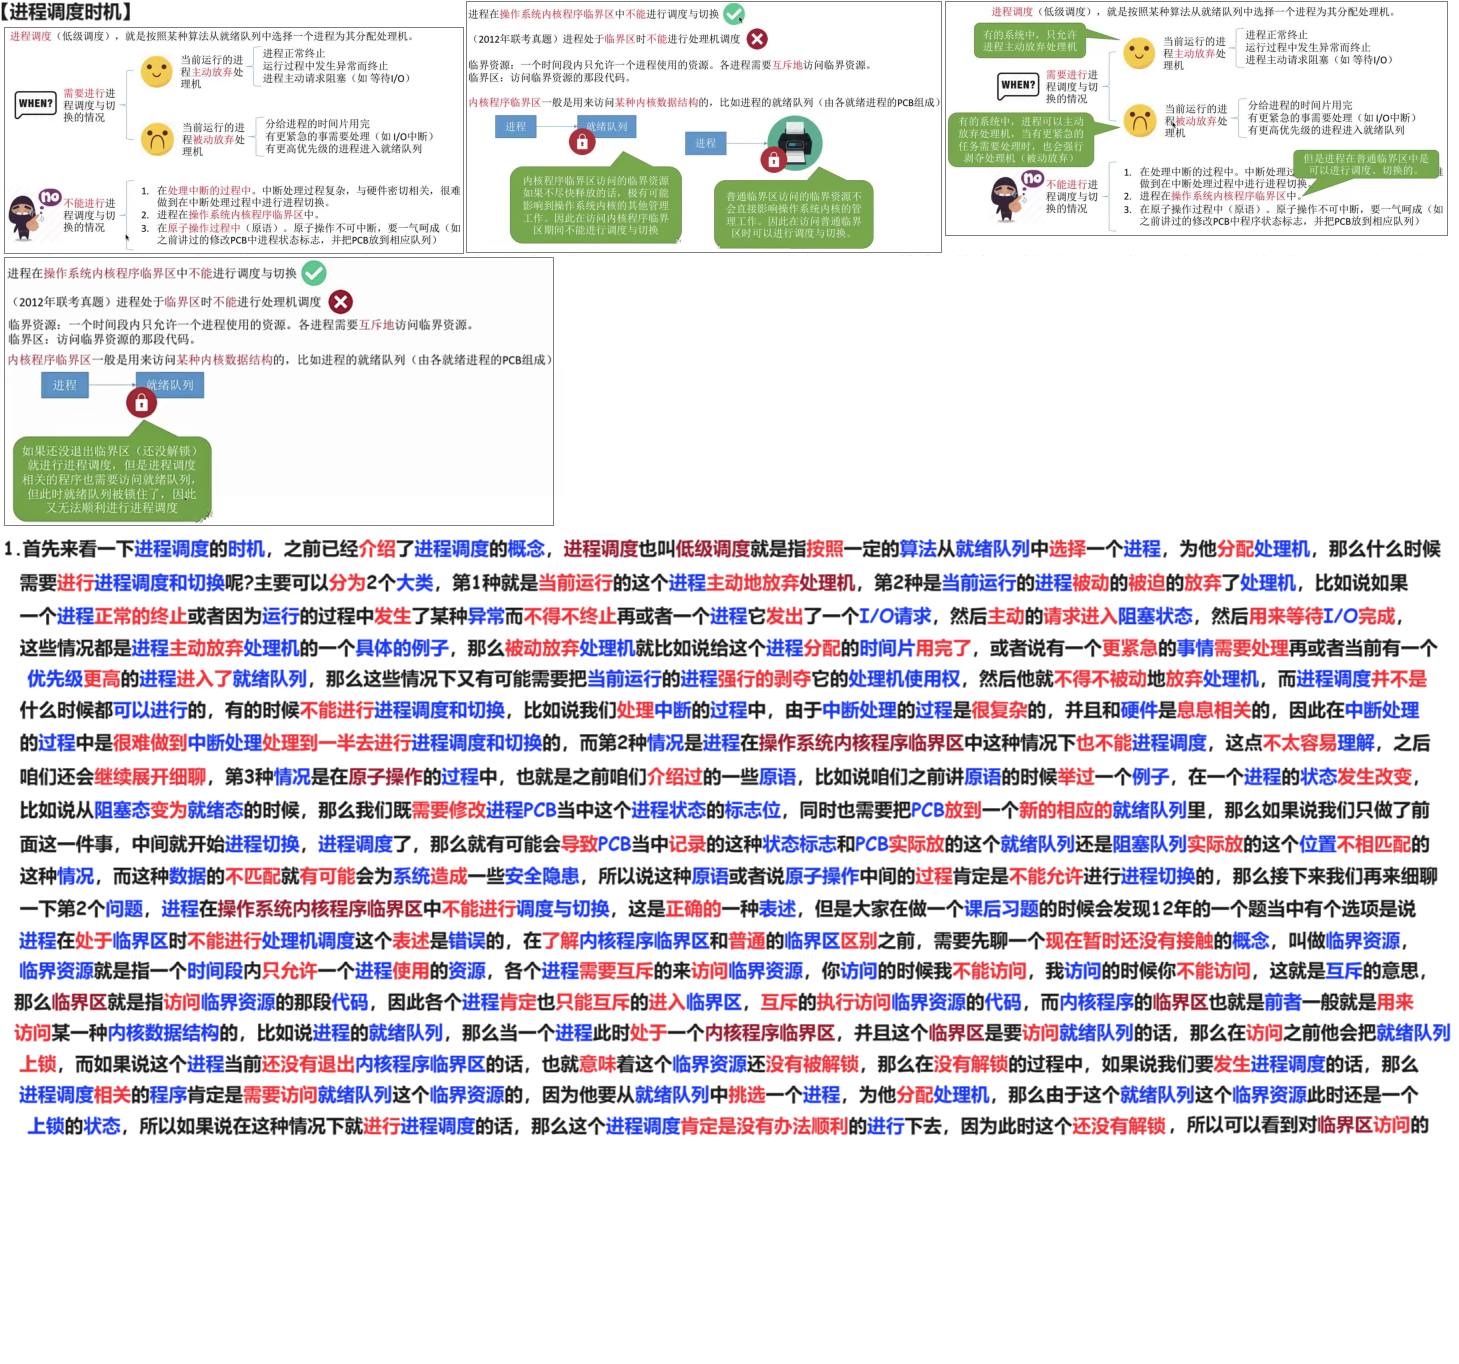 【进程调度时机】
进程调度（低级调度），就是按照某种算法从就绪队列中选择一个进程为其分配处理机。
WHEN?
需要进行进
程调度与切
换的情况
当前运行的进
程主动放弃处
理机
进程正常终止
运行过程中发生异常而终止
进程主动请求阻塞（如 等待I/O）
当前运行的进
程被动放弃处
理机
分给进程的时间片用完
有更紧急的事需要处理（如 I/O中断）
有更高优先级的进程进入就绪队列
no
不能进行进
程调度与切
换的情况
1. 在处理中断的过程中。中断处理过程复杂，与硬件密切相关，很难
做到在中断处理过程中进行进程切换。
2. 进程在操作系统内核程序临界区中。
3. 在原子操作过程中（原语）。原子操作不可中断，要一气呵成（如
之前讲过的修改PCB中进程状态标志，并把PCB放到相应队列）
进程在操作系统内核程序临界区中不能进行调度与切换
（2012年联考真题）进程处于临界区时不能进行处理机调度
临界资源：一个时间段内只允许一个进程使用的资源。各进程需要互斥地访问临界资源。
临界区：访问临界资源的那段代码。
内核程序临界区一般是用来访问某种内核数据结构的，比如进程的就绪队列（由各就绪进程的PCB组成）
进程
就绪队列
进程
内核程序临界区访问的临界资源
如果不尽快释放的话，极有可能
影响到操作系统内核的其他管理
工作。因此在访问内核程序临界
区期间不能进行调度与切换
普通临界区访问的临界资源不
会直接影响操作系统内核的管
理工作。因此在访问普通临界
区时可以进行调度与切换。
进程调度（低级调度），就是按照某种算法从就绪队列中选择一个进程为其分配处理机。
有的系统中，只允许
进程主动放弃处理机
WHEN?
需要进行进
程调度与切
换的情况
当前运行的进
程主动放弃处
理机
进程正常终止
运行过程中发生异常而终止
进程主动请求阻塞（如 等待I/O）
有的系统中，进程可以主动
放弃处理机，当有更紧急的
任务需要处理时，也会强行
剥夺处理机（被动放弃）
当前运行的进
程被动放弃处
理机
分给进程的时间片用完
有更紧急的事需要处理（如 I/O中断）
有更高优先级的进程进入就绪队列
但是进程在普通临界区中是
可以进行调度、切换的。
no
不能进行进
程调度与切
换的情况
1. 在处理中断的过程中。中断处理过
做到在中断处理过程中进行进程切换。
2. 进程在操作系统内核程序临界区中。
3. 在原子操作过程中（原语）。原子操作不可中断，要一气呵成（如
之前讲过的修改PCB中程序状态标志，并把PCB放到相应队列）
进程在操作系统内核程序临界区中不能进行调度与切换
（2012年联考真题）进程处于临界区时不能进行处理机调度
临界资源：一个时间段内只允许一个进程使用的资源。各进程需要互斥地访问临界资源。
临界区：访问临界资源的那段代码。
内核程序临界区一般是用来访问某种内核数据结构的，比如进程的就绪队列（由各就绪进程的PCB组成）
进程
就绪队列
如果还没退出临界区（还没解锁）
就进行进程调度，但是进程调度
相关的程序也需要访问就绪队列，
但此时就绪队列被锁住了，因此
又无法顺利进行进程调度
1.首先来看一下进程调度的时机，之前已经介绍了进程调度的概念，进程调度也叫低级调度就是指按照一定的算法从就绪队列中选择一个进程，为他分配处理机，那么什么时候
需要进行进程调度和切换呢?主要可以分为2个大类，第1种就是当前运行的这个进程主动地放弃处理机，第2种是当前运行的进程被动的被迫的放弃了处理机，比如说如果
一个进程正常的终止或者因为运行的过程中发生了某种异常而不得不终止再或者一个进程它发出了一个I/O请求，然后主动的请求进入阻塞状态，然后用来等待I/O完成，
这些情况都是进程主动放弃处理机的一个具体的例子，那么被动放弃处理机就比如说给这个进程分配的时间片用完了，或者说有一个更紧急的事情需要处理再或者当前有一个
优先级更高的进程进入了就绪队列，那么这些情况下又有可能需要把当前运行的进程强行的剥夺它的处理机使用权，然后他就不得不被动地放弃处理机，而进程调度并不是
什么时候都可以进行的，有的时候不能进行进程调度和切换，比如说我们处理中断的过程中，由于中断处理的过程是很复杂的，并且和硬件是息息相关的，因此在中断处理
的过程中是很难做到中断处理处理到一半去进行进程调度和切换的，而第2种情况是进程在操作系统内核程序临界区中这种情况下也不能进程调度，这点不太容易理解，之后
咱们还会继续展开细聊，第3种情况是在原子操作的过程中，也就是之前咱们介绍过的一些原语，比如说咱们之前讲原语的时候举过一个例子，在一个进程的状态发生改变，
比如说从阻塞态变为就绪态的时候，那么我们既需要修改进程PCB当中这个进程状态的标志位，同时也需要把PCB放到一个新的相应的就绪队列里，那么如果说我们只做了前
面这一件事，中间就开始进程切换，进程调度了，那么就有可能会导致PCB当中记录的这种状态标志和PCB实际放的这个就绪队列还是阻塞队列实际放的这个位置不相匹配的
这种情况，而这种数据的不匹配就有可能会为系统造成一些安全隐患，所以说这种原语或者说原子操作中间的过程肯定是不能允许进行进程切换的，那么接下来我们再来细聊
一下第2个问题，进程在操作系统内核程序临界区中不能进行调度与切换，这是正确的一种表述，但是大家在做一个课后习题的时候会发现12年的一个题当中有个选项是说
进程在处于临界区时不能进行处理机调度这个表述是错误的，在了解内核程序临界区和普通的临界区区别之前，需要先聊一个现在暂时还没有接触的概念，叫做临界资源，
临界资源就是指一个时间段内只允许一个进程使用的资源，各个进程需要互斥的来访问临界资源，你访问的时候我不能访问，我访问的时候你不能访问，这就是互斥的意思，
那么临界区就是指访问临界资源的那段代码，因此各个进程肯定也只能互斥的进入临界区，互斥的执行访问临界资源的代码，而内核程序的临界区也就是前者一般就是用来
访问某一种内核数据结构的，比如说进程的就绪队列，那么当一个进程此时处于一个内核程序临界区，并且这个临界区是要访问就绪队列的话，那么在访问之前他会把就绪队列
上锁，而如果说这个进程当前还没有退出内核程序临界区的话，也就意味着这个临界资源还没有被解锁，那么在没有解锁的过程中，如果说我们要发生进程调度的话，那么
进程调度相关的程序肯定是需要访问就绪队列这个临界资源的，因为他要从就绪队列中挑选一个进程，为他分配处理机，那么由于这个就绪队列这个临界资源此时还是一个
上锁的状态，所以如果说在这种情况下就进行进程调度的话，那么这个进程调度肯定是没有办法顺利的进行下去，因为此时这个还没有解锁，所以可以看到对临界区访问的